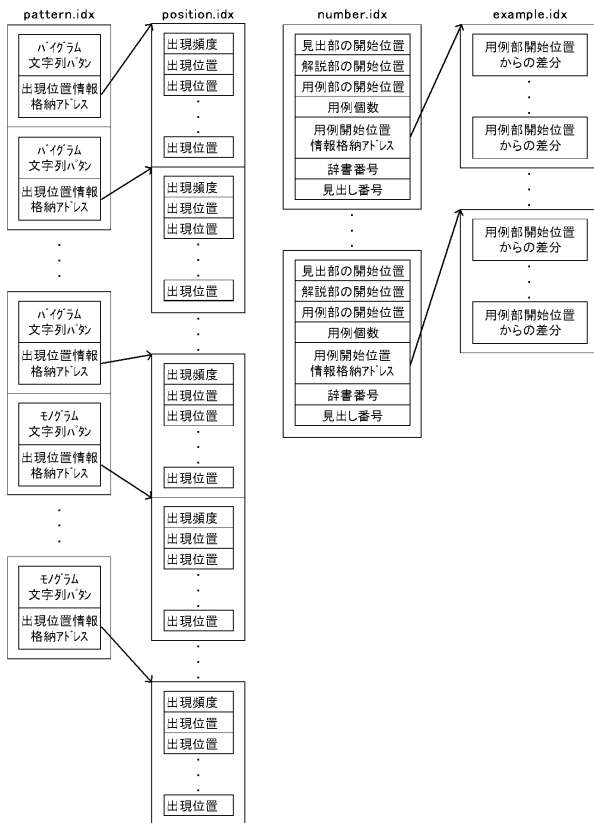 pattern.idx
バイグラム
文字列パタン
出現位置情報
格納アドレス
バイグラム
文字列パタン
出現位置情報
格納アドレス
バイグラム
文字列パタン
出現位置情報
格納アドレス
モノグラム
文字列パタン
出現位置情報
格納アドレス
モノグラム
文字列パタン
出現位置情報
格納アドレス
position.idx
出現頻度
出現位置
出現位置
出現位置
出現頻度
出現位置
出現位置
出現位置
出現頻度
出現位置
出現位置
出現位置
出現頻度
出現位置
出現位置
出現位置
出現頻度
出現位置
出現位置
出現位置
number.idx
見出部の開始位置
解説部の開始位置
用例部の開始位置
用例個数
用例開始位置
情報格納アドレス
辞書番号
見出し番号
見出部の開始位置
解説部の開始位置
用例部の開始位置
用例個数
用例開始位置
情報格納アドレス
辞書番号
見出し番号
example.idx
用例部開始位置
からの差分
用例部開始位置
からの差分
用例部開始位置
からの差分
用例部開始位置
からの差分